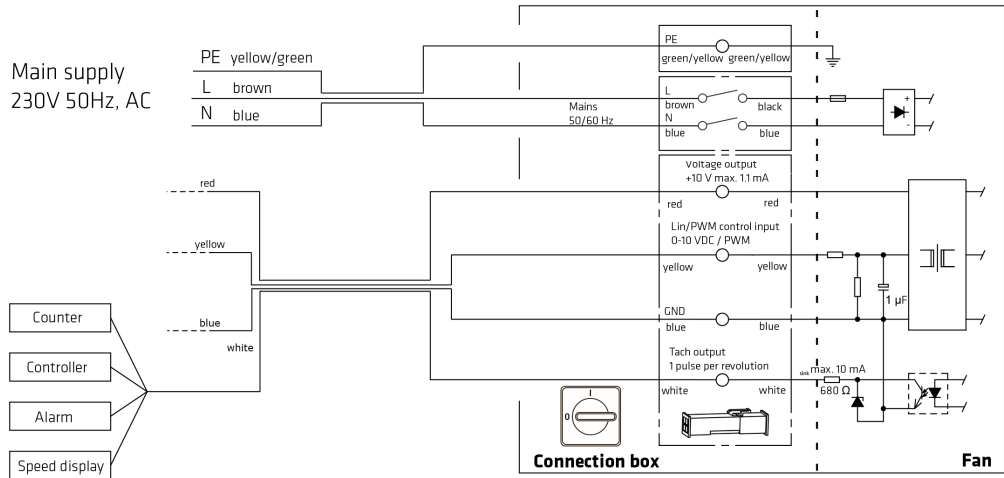 Main supply
230V 50Hz, AC
PE yellow/green
L brown
N blue
Mains
50/60 Hz
PE
green/yellow green/yellow
L
brown black
N
blue blue
+
-
Voltage output
+10 V max. 1.1 mA
red
red red
Lin/PWM control input
0-10 VDC / PWM
yellow
yellow yellow
1 µF
GND
blue
blue blue
white
Tach output
1 pulse per revolution
white white
sink max. 10 mA
680 Ω
Counter
Controller
Alarm
Speed display
I
0
Connection box
Fan